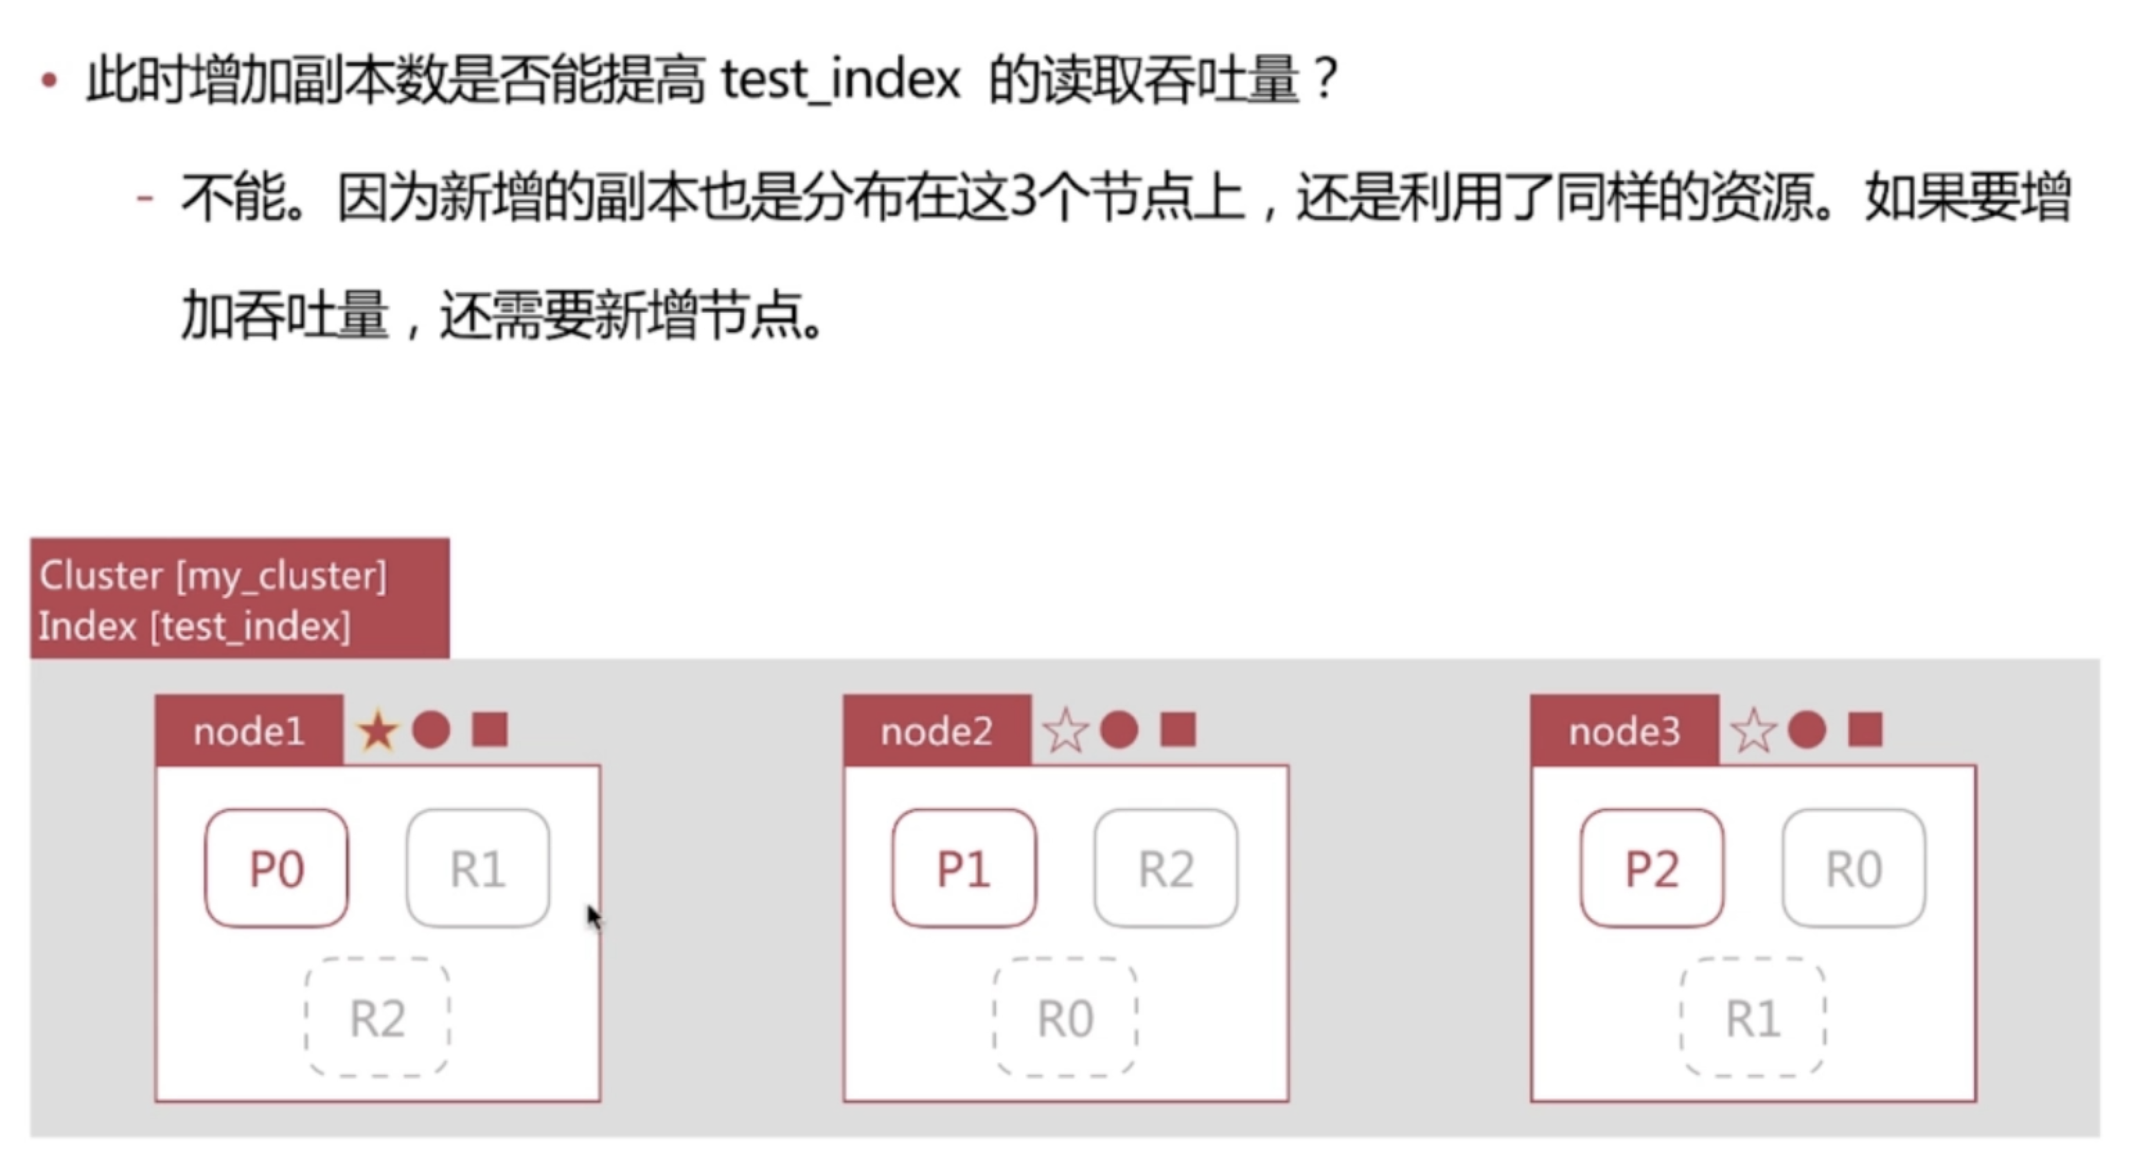 此时增加副本数是否能提高 test_index 的读取吞吐量？
不能。因为新增的副本也是分布在这3个节点上，还是利用了同样的资源。如果要增
加吞吐量，还需要新增节点。
Cluster [my_cluster]
Index [test_index]
node1
node2
node3
P0
R1
P1
R2
P2
R0
R2
R0
R1